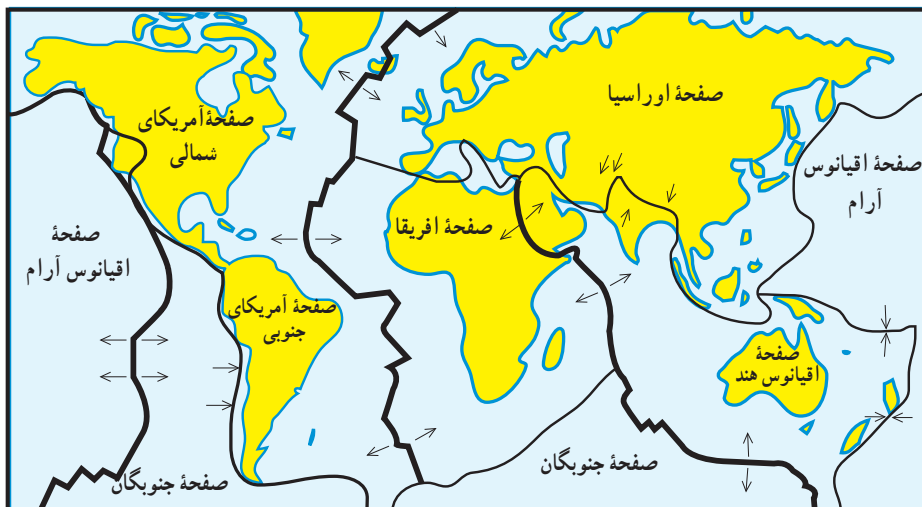 صفحهٔ اوراسیا
صفحهٔ آمریکای
شمالی
صفحهٔ اقیانوس
آرام
صفحهٔ افریقا
صفحهٔ
اقیانوس آرام
صفحهٔ آمریکای
جنوبی
صفحهٔ
اقیانوس هند
صفحهٔ جنوبگان
صفحهٔ جنوبگان